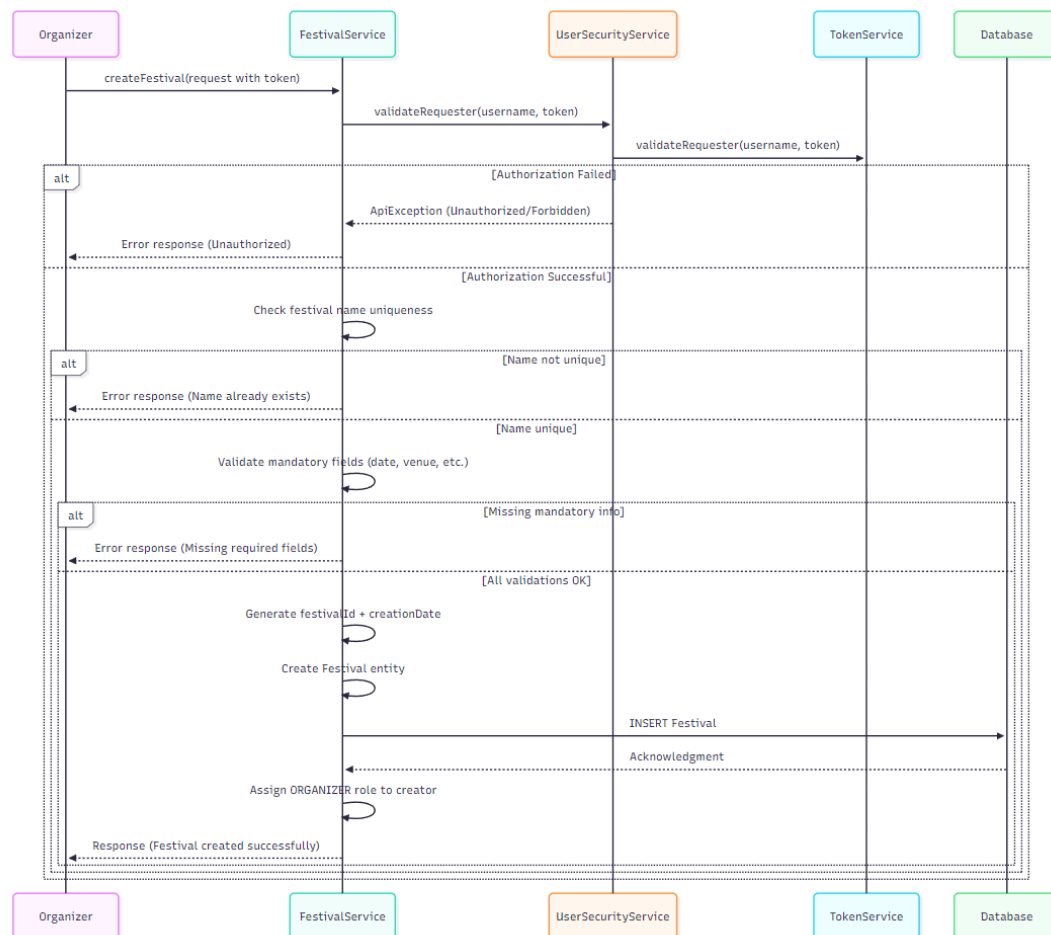 Organizer
FestivalService
UserSecurityService
TokenService
Database
createFestival(request with token)
validateRequester(username, token)
validateRequester(username, token)
alt
[Authorization Failed]
ApiException (Unauthorized/Forbidden)
Error response (Unauthorized)
[Authorization Successful]
Check festival name uniqueness
alt
[Name not unique]
Error response (Name already exists)
[Name unique]
Validate mandatory fields (date, venue, etc.)
alt
[Missing mandatory info]
Error response (Missing required fields)
[All validations OK]
Generate festivalId + creationDate
Create Festival entity
INSERT Festival
Acknowledgment
Assign ORGANIZER role to creator
Response (Festival created successfully)
Organizer
FestivalService
UserSecurityService
TokenService
Database